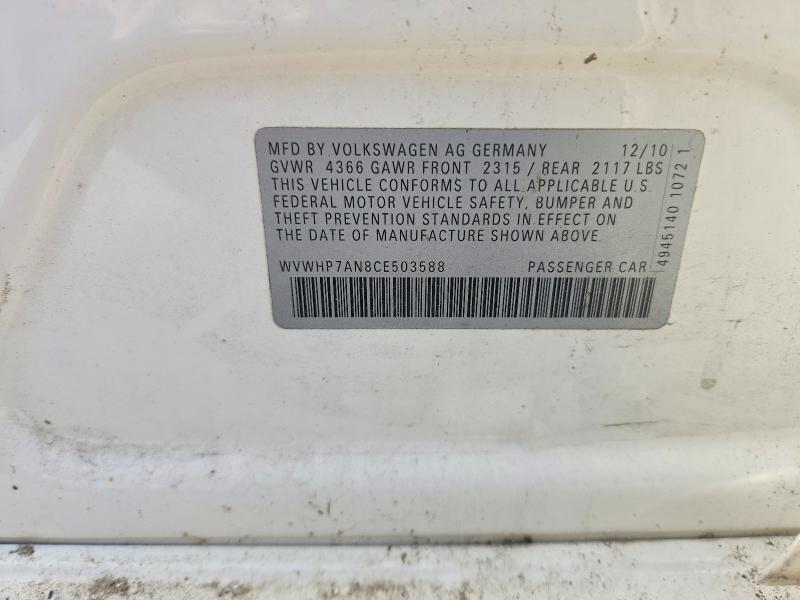 MFD BY VOLKSWAGEN AG GERMANY 12/10
GVWR 4366 GAWR FRONT 2315 / REAR 2117 LBS
THIS VEHICLE CONFORMS TO ALL APPLICABLE U.S.
FEDERAL MOTOR VEHICLE SAFETY, BUMPER AND
THEFT PREVENTION STANDARDS IN EFFECT ON
THE DATE OF MANUFACTURE SHOWN ABOVE.
WVWHP7AN8CE503588 PASSENGER CAR
4945140 1072 1